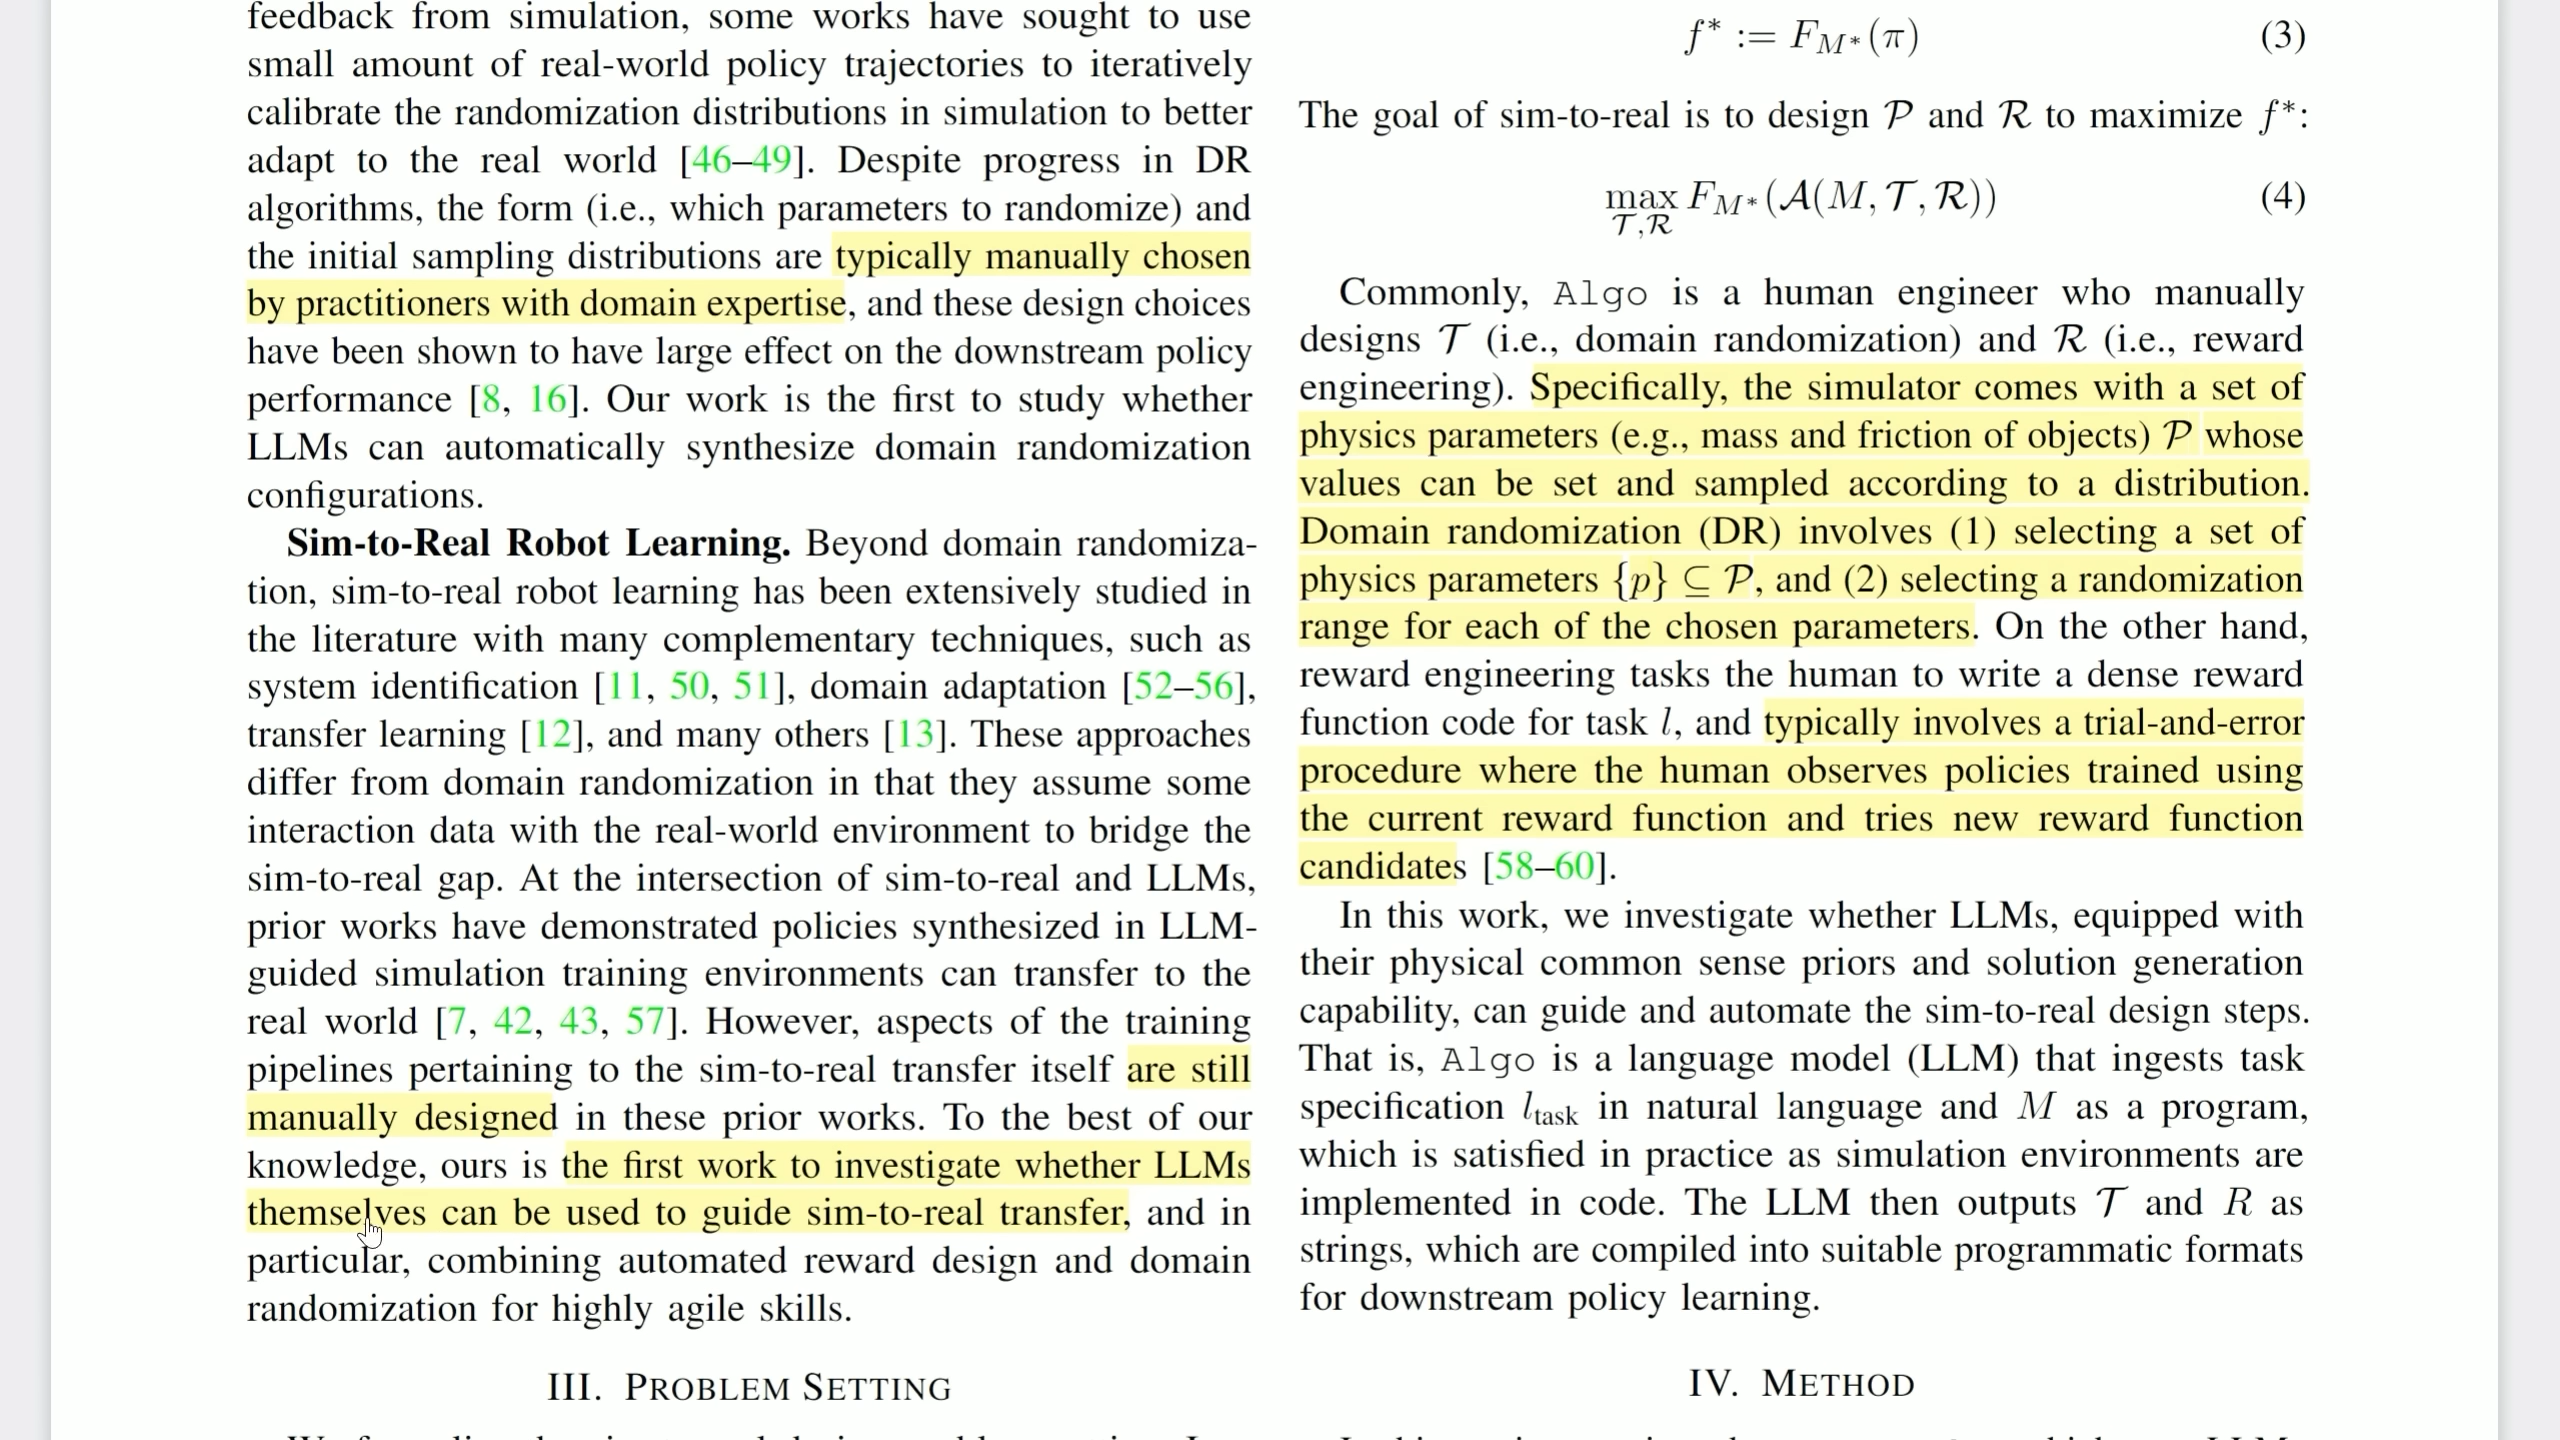 feedback from simulation, some works have sought to use
small amount of real-world policy trajectories to iteratively
calibrate the randomization distributions in simulation to better
adapt to the real world [46–49]. Despite progress in DR
algorithms, the form (i.e., which parameters to randomize) and
the initial sampling distributions are typically manually chosen
by practitioners with domain expertise, and these design choices
have been shown to have large effect on the downstream policy
performance [8, 16]. Our work is the first to study whether
LLMs can automatically synthesize domain randomization
configurations.
Sim-to-Real Robot Learning. Beyond domain randomiza-
tion, sim-to-real robot learning has been extensively studied in
the literature with many complementary techniques, such as
system identification [11, 50, 51], domain adaptation [52–56],
transfer learning [12], and many others [13]. These approaches
differ from domain randomization in that they assume some
interaction data with the real-world environment to bridge the
sim-to-real gap. At the intersection of sim-to-real and LLMs,
prior works have demonstrated policies synthesized in LLM-
guided simulation training environments can transfer to the
real world [7, 42, 43, 57]. However, aspects of the training
pipelines pertaining to the sim-to-real transfer itself are still
manually designed in these prior works. To the best of our
knowledge, ours is the first work to investigate whether LLMs
themselves can be used to guide sim-to-real transfer, and in
particular, combining automated reward design and domain
randomization for highly agile skills.
III. PROBLEM SETTING
f* := F_{M*}(π) (3)
The goal of sim-to-real is to design 𝒫 and ℛ to maximize f*:
max_{𝒯,ℛ} F_{M*}(𝒜(M, 𝒯, ℛ)) (4)
Commonly, Algo is a human engineer who manually
designs 𝒯 (i.e., domain randomization) and ℛ (i.e., reward
engineering). Specifically, the simulator comes with a set of
physics parameters (e.g., mass and friction of objects) 𝒫 whose
values can be set and sampled according to a distribution.
Domain randomization (DR) involves (1) selecting a set of
physics parameters {p} ⊆ 𝒫, and (2) selecting a randomization
range for each of the chosen parameters. On the other hand,
reward engineering tasks the human to write a dense reward
function code for task l, and typically involves a trial-and-error
procedure where the human observes policies trained using
the current reward function and tries new reward function
candidates [58–60].
In this work, we investigate whether LLMs, equipped with
their physical common sense priors and solution generation
capability, can guide and automate the sim-to-real design steps.
That is, Algo is a language model (LLM) that ingests task
specification l_task in natural language and M as a program,
which is satisfied in practice as simulation environments are
implemented in code. The LLM then outputs 𝒯 and R as
strings, which are compiled into suitable programmatic formats
for downstream policy learning.
IV. METHOD